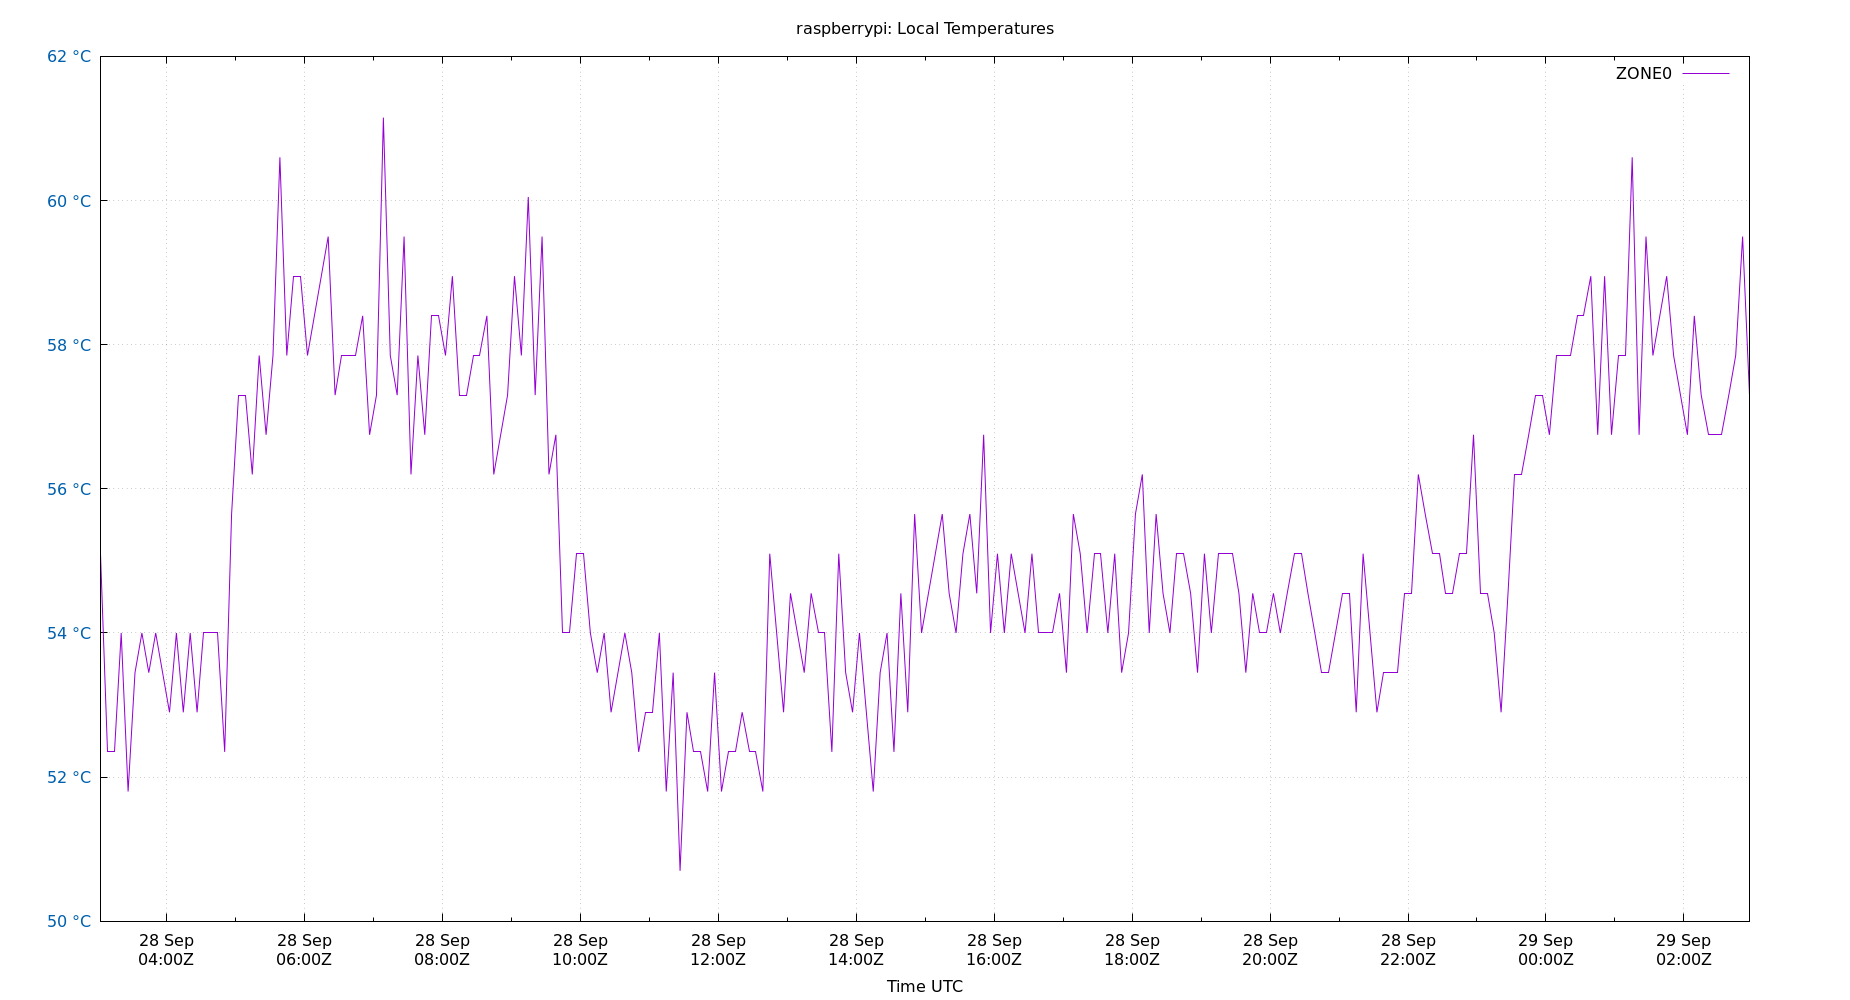 raspberrypi: Local Temperatures
62 °C
ZONE0
60 °C
58 °C
56 °C
54 °C
52 °C
50 °C
28 Sep 28 Sep 28 Sep 28 Sep 28 Sep 28 Sep 28 Sep 28 Sep 28 Sep 28 Sep 29 Sep 29 Sep
04:00Z 06:00Z 08:00Z 10:00Z 12:00Z 14:00Z 16:00Z 18:00Z 20:00Z 22:00Z 00:00Z 02:00Z
Time UTC